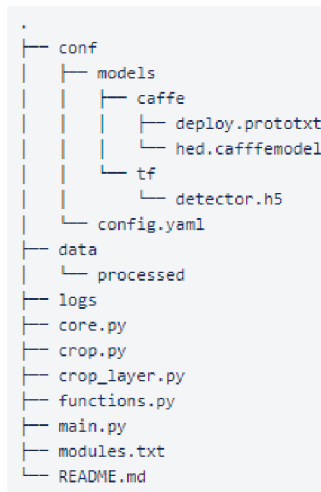 .
├── conf
│   ├── models
│   │   ├── caffe
│   │   │   ├── deploy.prototxt
│   │   │   └── hed.cafffemodel
│   │   └── tf
│   │       └── detector.h5
│   └── config.yaml
├── data
│   └── processed
├── logs
├── core.py
├── crop.py
├── crop_layer.py
├── functions.py
├── main.py
├── modules.txt
└── README.md